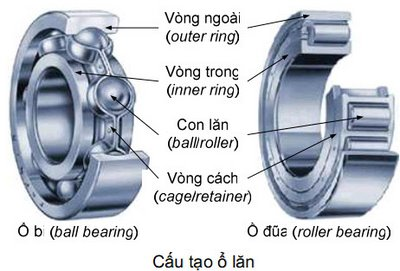 Vòng ngoài
(outer ring)
Vòng trong
(inner ring)
Con lăn
(ball/roller)
Vòng cách
(cage/retainer)
Ổ bi (ball bearing)
Ổ đũa (roller bearing)
Cấu tạo ổ lăn